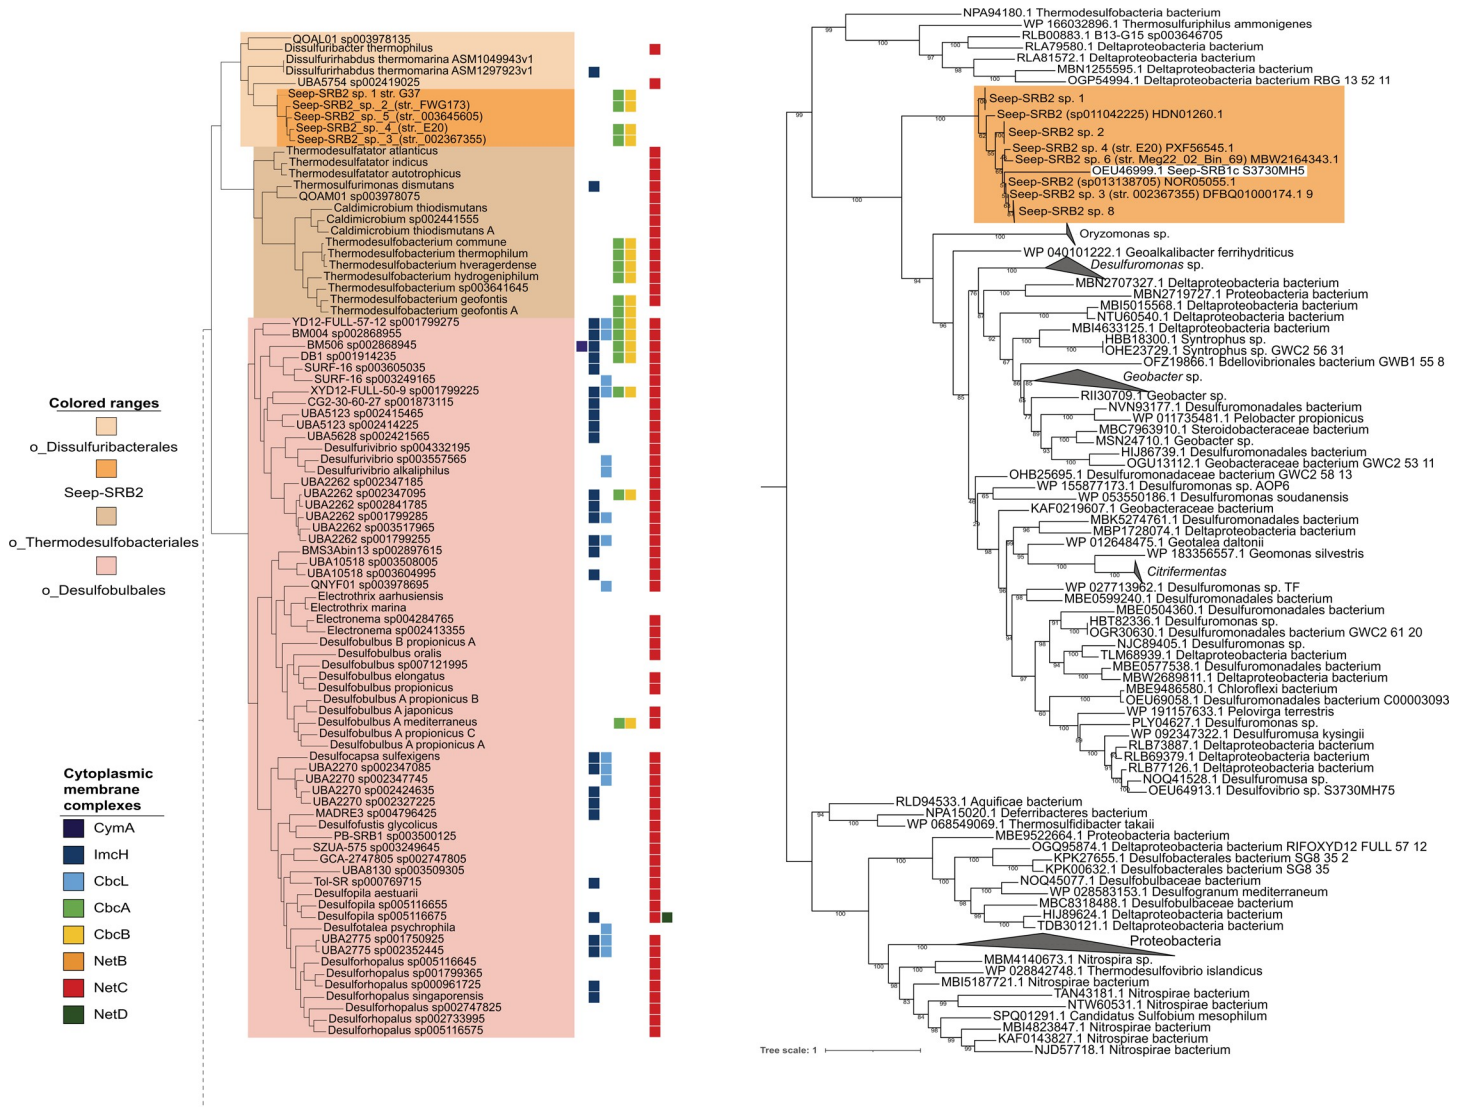 QOAL01 sp003978135
Dissulfuribacter thermophilus
Dissulfurirhabdus thermomarina ASM1049943v1
Dissulfurirhabdus thermomarina ASM1297923v1
UBA5754 sp002419025
Seep-SRB2 sp. 1 str. G37
Seep-SRB2_sp._2_(str._FWG173)
Seep-SRB2_sp._5_(str._003645605)
Seep-SRB2_sp._4_(str._E20)
Seep-SRB2_sp._3_(str._002367355)
Thermodesulfatator atlanticus
Thermodesulfatator indicus
Thermodesulfatator autotrophicus
Thermosulfurimonas dismutans
QOAM01 sp003978075
Caldimicrobium thiodismutans
Caldimicrobium sp002441555
Caldimicrobium thiodismutans A
Thermodesulfobacterium commune
Thermodesulfobacterium thermophilum
Thermodesulfobacterium hveragerdense
Thermodesulfobacterium hydrogeniphilum
Thermodesulfobacterium sp003641645
Thermodesulfobacterium geofontis
Thermodesulfobacterium geofontis A
YD12-FULL-57-12 sp001799275
BM004 sp002868955
BM506 sp002868945
DB1 sp001914235
SURF-16 sp003605035
SURF-16 sp003249165
XYD12-FULL-50-9 sp001799225
CG2-30-60-27 sp001873115
UBA5123 sp002415465
UBA5123 sp002414225
UBA5628 sp002421565
Desulfurivibrio sp004332195
Desulfurivibrio sp003557565
Desulfurivibrio alkaliphilus
UBA2262 sp002347185
UBA2262 sp002347095
UBA2262 sp002841785
UBA2262 sp001799285
UBA2262 sp003517965
UBA2262 sp001799255
BMS3Abin13 sp002897615
UBA10518 sp003508005
UBA10518 sp003604995
QNYF01 sp003978695
Electrothrix aarhusiensis
Electrothrix marina
Electronema sp004284765
Electronema sp002413355
Desulfobulbus B propionicus A
Desulfobulbus oralis
Desulfobulbus sp007121995
Desulfobulbus elongatus
Desulfobulbus propionicus
Desulfobulbus A propionicus B
Desulfobulbus A japonicus
Desulfobulbus A mediterraneus
Desulfobulbus A propionicus C
Desulfobulbus A propionicus A
Desulfocapsa sulfexigens
UBA2270 sp002347085
UBA2270 sp002347745
UBA2270 sp002424635
UBA2270 sp002327225
MADRE3 sp004796425
Desulfofustis glycolicus
PB-SRB1 sp003500125
SZUA-575 sp003249645
GCA-2747805 sp002747805
UBA8130 sp003509305
Tol-SR sp000769715
Desulfopila aestuarii
Desulfopila sp005116655
Desulfopila sp005116675
Desulfotalea psychrophila
UBA2775 sp001750925
UBA2775 sp002352445
Desulforhopalus sp005116645
Desulforhopalus sp001799365
Desulforhopalus sp000961725
Desulforhopalus singaporensis
Desulforhopalus sp002747825
Desulforhopalus sp002733995
Desulforhopalus sp005116575
Colored ranges
o_Dissulfuribacterales
Seep-SRB2
o_Thermodesulfobacteriales
o_Desulfobulbales
Cytoplasmic
membrane
complexes
CymA
ImcH
CbcL
CbcA
CbcB
NetB
NetC
NetD
NPA94180.1 Thermodesulfobacteria bacterium
WP 166032896.1 Thermosulfuriphilus ammonigenes
RLB00883.1 B13-G15 sp003646705
RLA79580.1 Deltaproteobacteria bacterium
RLA81572.1 Deltaproteobacteria bacterium
MBN1255595.1 Deltaproteobacteria bacterium
OGP54994.1 Deltaproteobacteria bacterium RBG 13 52 11
Seep-SRB2 sp. 1
Seep-SRB2 (sp011042225) HDN01260.1
Seep-SRB2 sp. 2
Seep-SRB2 sp. 4 (str. E20) PXF56545.1
Seep-SRB2 sp. 6 (str. Meg22_02_Bin_69) MBW2164343.1
OEU46999.1 Seep-SRB1c S3730MH5
Seep-SRB2 (sp013138705) NOR05055.1
Seep-SRB2 sp. 3 (str. 002367355) DFBQ01000174.1 9
Seep-SRB2 sp. 8
Oryzomonas sp.
WP 040101222.1 Geoalkalibacter ferrihydriticus
Desulfuromonas sp.
MBN2707327.1 Deltaproteobacteria bacterium
MBN2719727.1 Proteobacteria bacterium
MBI5015568.1 Deltaproteobacteria bacterium
NTU60540.1 Deltaproteobacteria bacterium
MBI4633125.1 Deltaproteobacteria bacterium
HBB18300.1 Syntrophus sp.
OHE23729.1 Syntrophus sp. GWC2 56 31
OFZ19866.1 Bdellovibrionales bacterium GWB1 55 8
Geobacter sp.
RII30709.1 Geobacter sp.
NVN93177.1 Desulfuromonadales bacterium
WP 011735481.1 Pelobacter propionicus
MBC7963910.1 Steroidobacteraceae bacterium
MSN24710.1 Geobacter sp.
HIJ86739.1 Desulfuromonadales bacterium
OGU13112.1 Geobacteraceae bacterium GWC2 53 11
OHB25695.1 Desulfuromonadaceae bacterium GWC2 58 13
WP 155877173.1 Desulfuromonas sp. AOP6
WP 053550186.1 Desulfuromonas soudanensis
KAF0219607.1 Geobacteraceae bacterium
MBK5274761.1 Desulfuromonadales bacterium
MBP1728074.1 Deltaproteobacteria bacterium
WP 012648475.1 Geotalea daltonii
WP 183356557.1 Geomonas silvestris
Citrifermentas
WP 027713962.1 Desulfuromonas sp. TF
MBE0599240.1 Desulfuromonadales bacterium
MBE0504360.1 Desulfuromonadales bacterium
HBT82336.1 Desulfuromonas sp.
OGR30630.1 Desulfuromonadales bacterium GWC2 61 20
NJC89405.1 Desulfuromonas sp.
TLM68939.1 Deltaproteobacteria bacterium
MBE0577538.1 Desulfuromonadales bacterium
MBW2689811.1 Deltaproteobacteria bacterium
MBE9486580.1 Chloroflexi bacterium
OEU69058.1 Desulfuromonadales bacterium C00003093
WP 191157633.1 Pelovirga terrestris
PLY04627.1 Desulfuromonas sp.
WP 092347322.1 Desulfuromusa kysingii
RLB73887.1 Deltaproteobacteria bacterium
RLB69379.1 Deltaproteobacteria bacterium
RLB77126.1 Deltaproteobacteria bacterium
NOQ41528.1 Desulfuromusa sp.
OEU64913.1 Desulfovibrio sp. S3730MH75
RLD94533.1 Aquificae bacterium
NPA15020.1 Deferribacteres bacterium
WP 068549069.1 Thermosulfidibacter takaii
MBE9522664.1 Proteobacteria bacterium
OGQ95874.1 Deltaproteobacteria bacterium RIFOXYD12 FULL 57 12
KPK27655.1 Desulfobacterales bacterium SG8 35 2
KPK00632.1 Desulfobacterales bacterium SG8 35
NOQ45077.1 Desulfobulbaceae bacterium
WP 028583153.1 Desulfogranum mediterraneum
MBC8318488.1 Desulfobulbaceae bacterium
HIJ89624.1 Deltaproteobacteria bacterium
TDB30121.1 Deltaproteobacteria bacterium
Proteobacteria
MBM4140673.1 Nitrospira sp.
WP 028842748.1 Thermodesulfovibrio islandicus
MBI5187721.1 Nitrospirae bacterium
TAN43181.1 Nitrospirae bacterium
NTW60531.1 Nitrospirae bacterium
SPQ01291.1 Candidatus Sulfobium mesophilum
MBI4823847.1 Nitrospirae bacterium
KAF0143827.1 Nitrospirae bacterium
NJD57718.1 Nitrospirae bacterium
Tree scale: 1